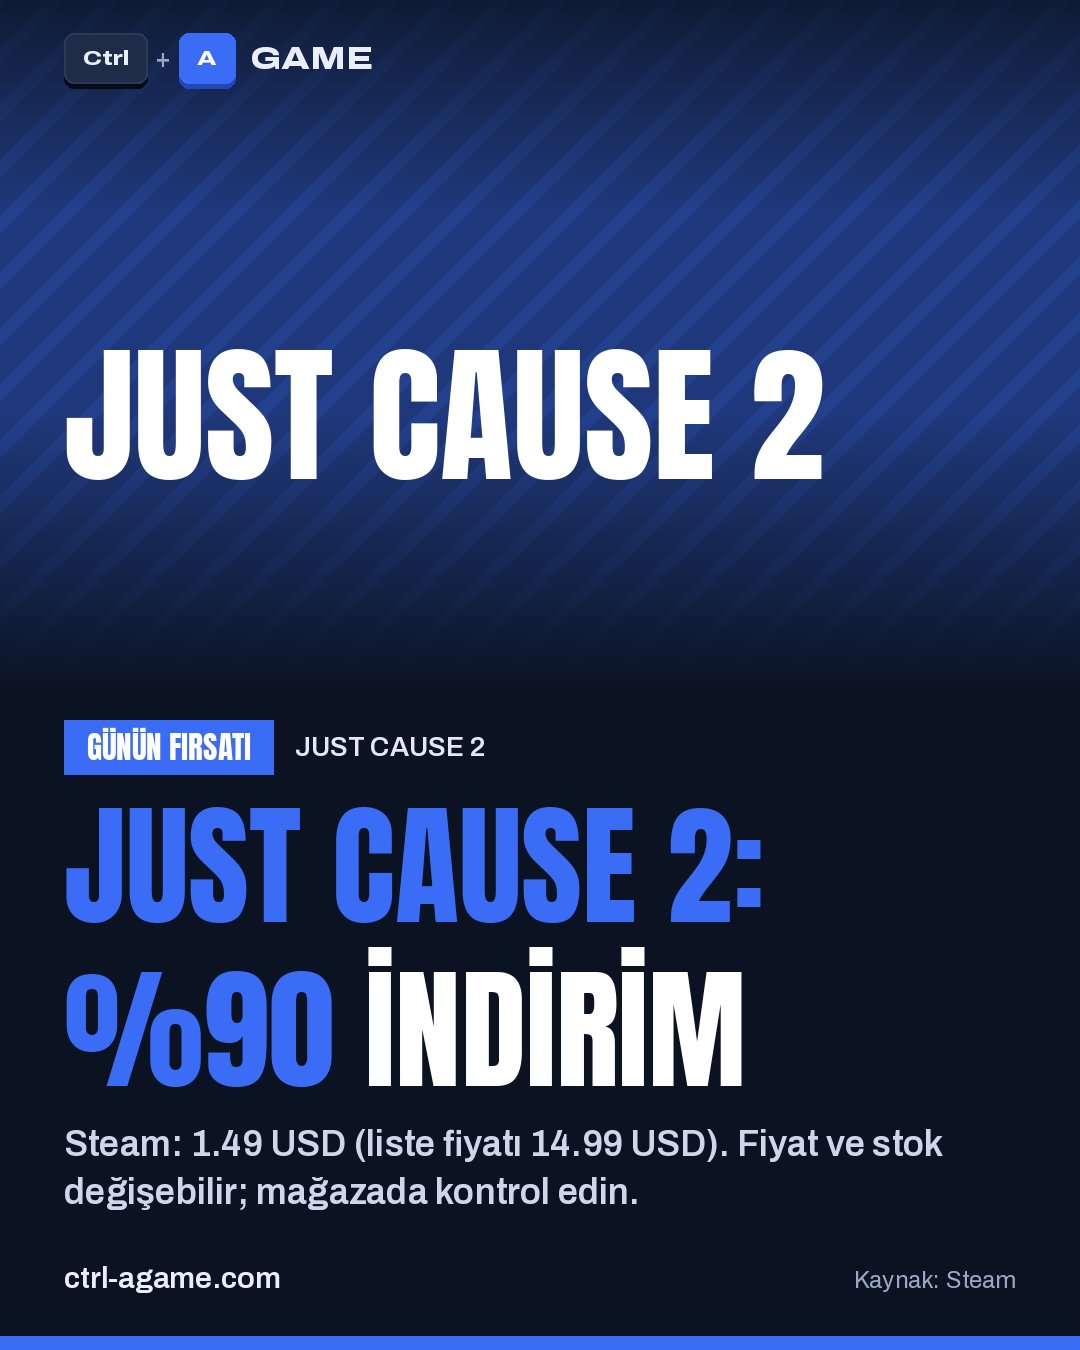 Ctrl + A GAME
JUST CAUSE 2
GÜNÜN FIRSATI JUST CAUSE 2
JUST CAUSE 2:
%90 İNDİRİM
Steam: 1.49 USD (liste fiyatı 14.99 USD). Fiyat ve stok
değişebilir; mağazada kontrol edin.
ctrl-agame.com Kaynak: Steam